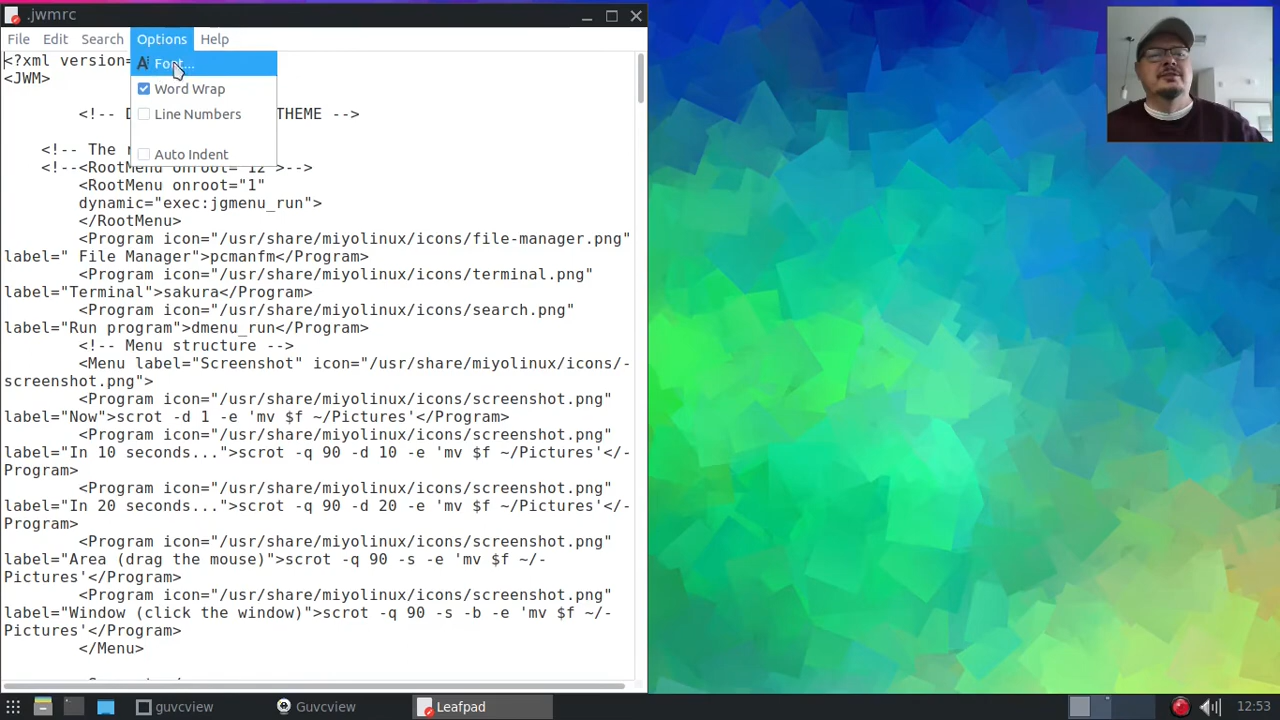 .jwmrc
File Edit Search Options Help
<?xml version=
Font...
<JWM>
Word Wrap
Line Numbers
<!-- D THEME -->
Auto Indent
<!-- The r
<!--<RootMenu onroot="12">-->
<RootMenu onroot="1"
dynamic="exec:jgmenu_run">
</RootMenu>
<Program icon="/usr/share/miyolinux/icons/file-manager.png"
label=" File Manager">pcmanfm</Program>
<Program icon="/usr/share/miyolinux/icons/terminal.png"
label="Terminal">sakura</Program>
<Program icon="/usr/share/miyolinux/icons/search.png"
label="Run program">dmenu_run</Program>
<!-- Menu structure -->
<Menu label="Screenshot" icon="/usr/share/miyolinux/icons/-
screenshot.png">
<Program icon="/usr/share/miyolinux/icons/screenshot.png"
label="Now">scrot -d 1 -e 'mv $f ~/Pictures'</Program>
<Program icon="/usr/share/miyolinux/icons/screenshot.png"
label="In 10 seconds...">scrot -q 90 -d 10 -e 'mv $f ~/Pictures'</-
Program>
<Program icon="/usr/share/miyolinux/icons/screenshot.png"
label="In 20 seconds...">scrot -q 90 -d 20 -e 'mv $f ~/Pictures'</-
Program>
<Program icon="/usr/share/miyolinux/icons/screenshot.png"
label="Area (drag the mouse)">scrot -q 90 -s -e 'mv $f ~/-
Pictures'</Program>
<Program icon="/usr/share/miyolinux/icons/screenshot.png"
label="Window (click the window)">scrot -q 90 -s -b -e 'mv $f ~/-
Pictures'</Program>
</Menu>
guvcview Guvcview Leafpad 12:53